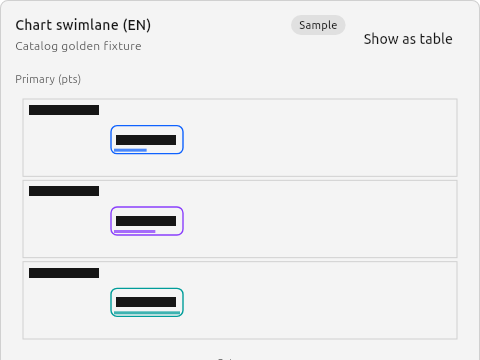 Chart swimlane (EN)
Sample
Show as table
Catalog golden fixture
Primary (pts)